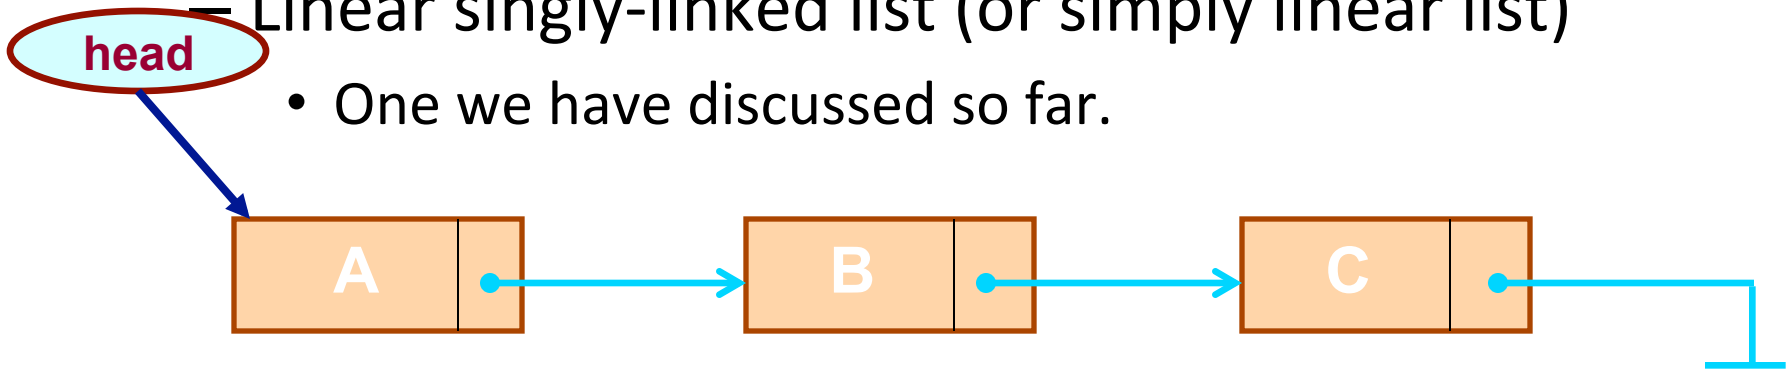 – Linear singly-linked list (or simply linear list)
head
• One we have discussed so far.
A B C